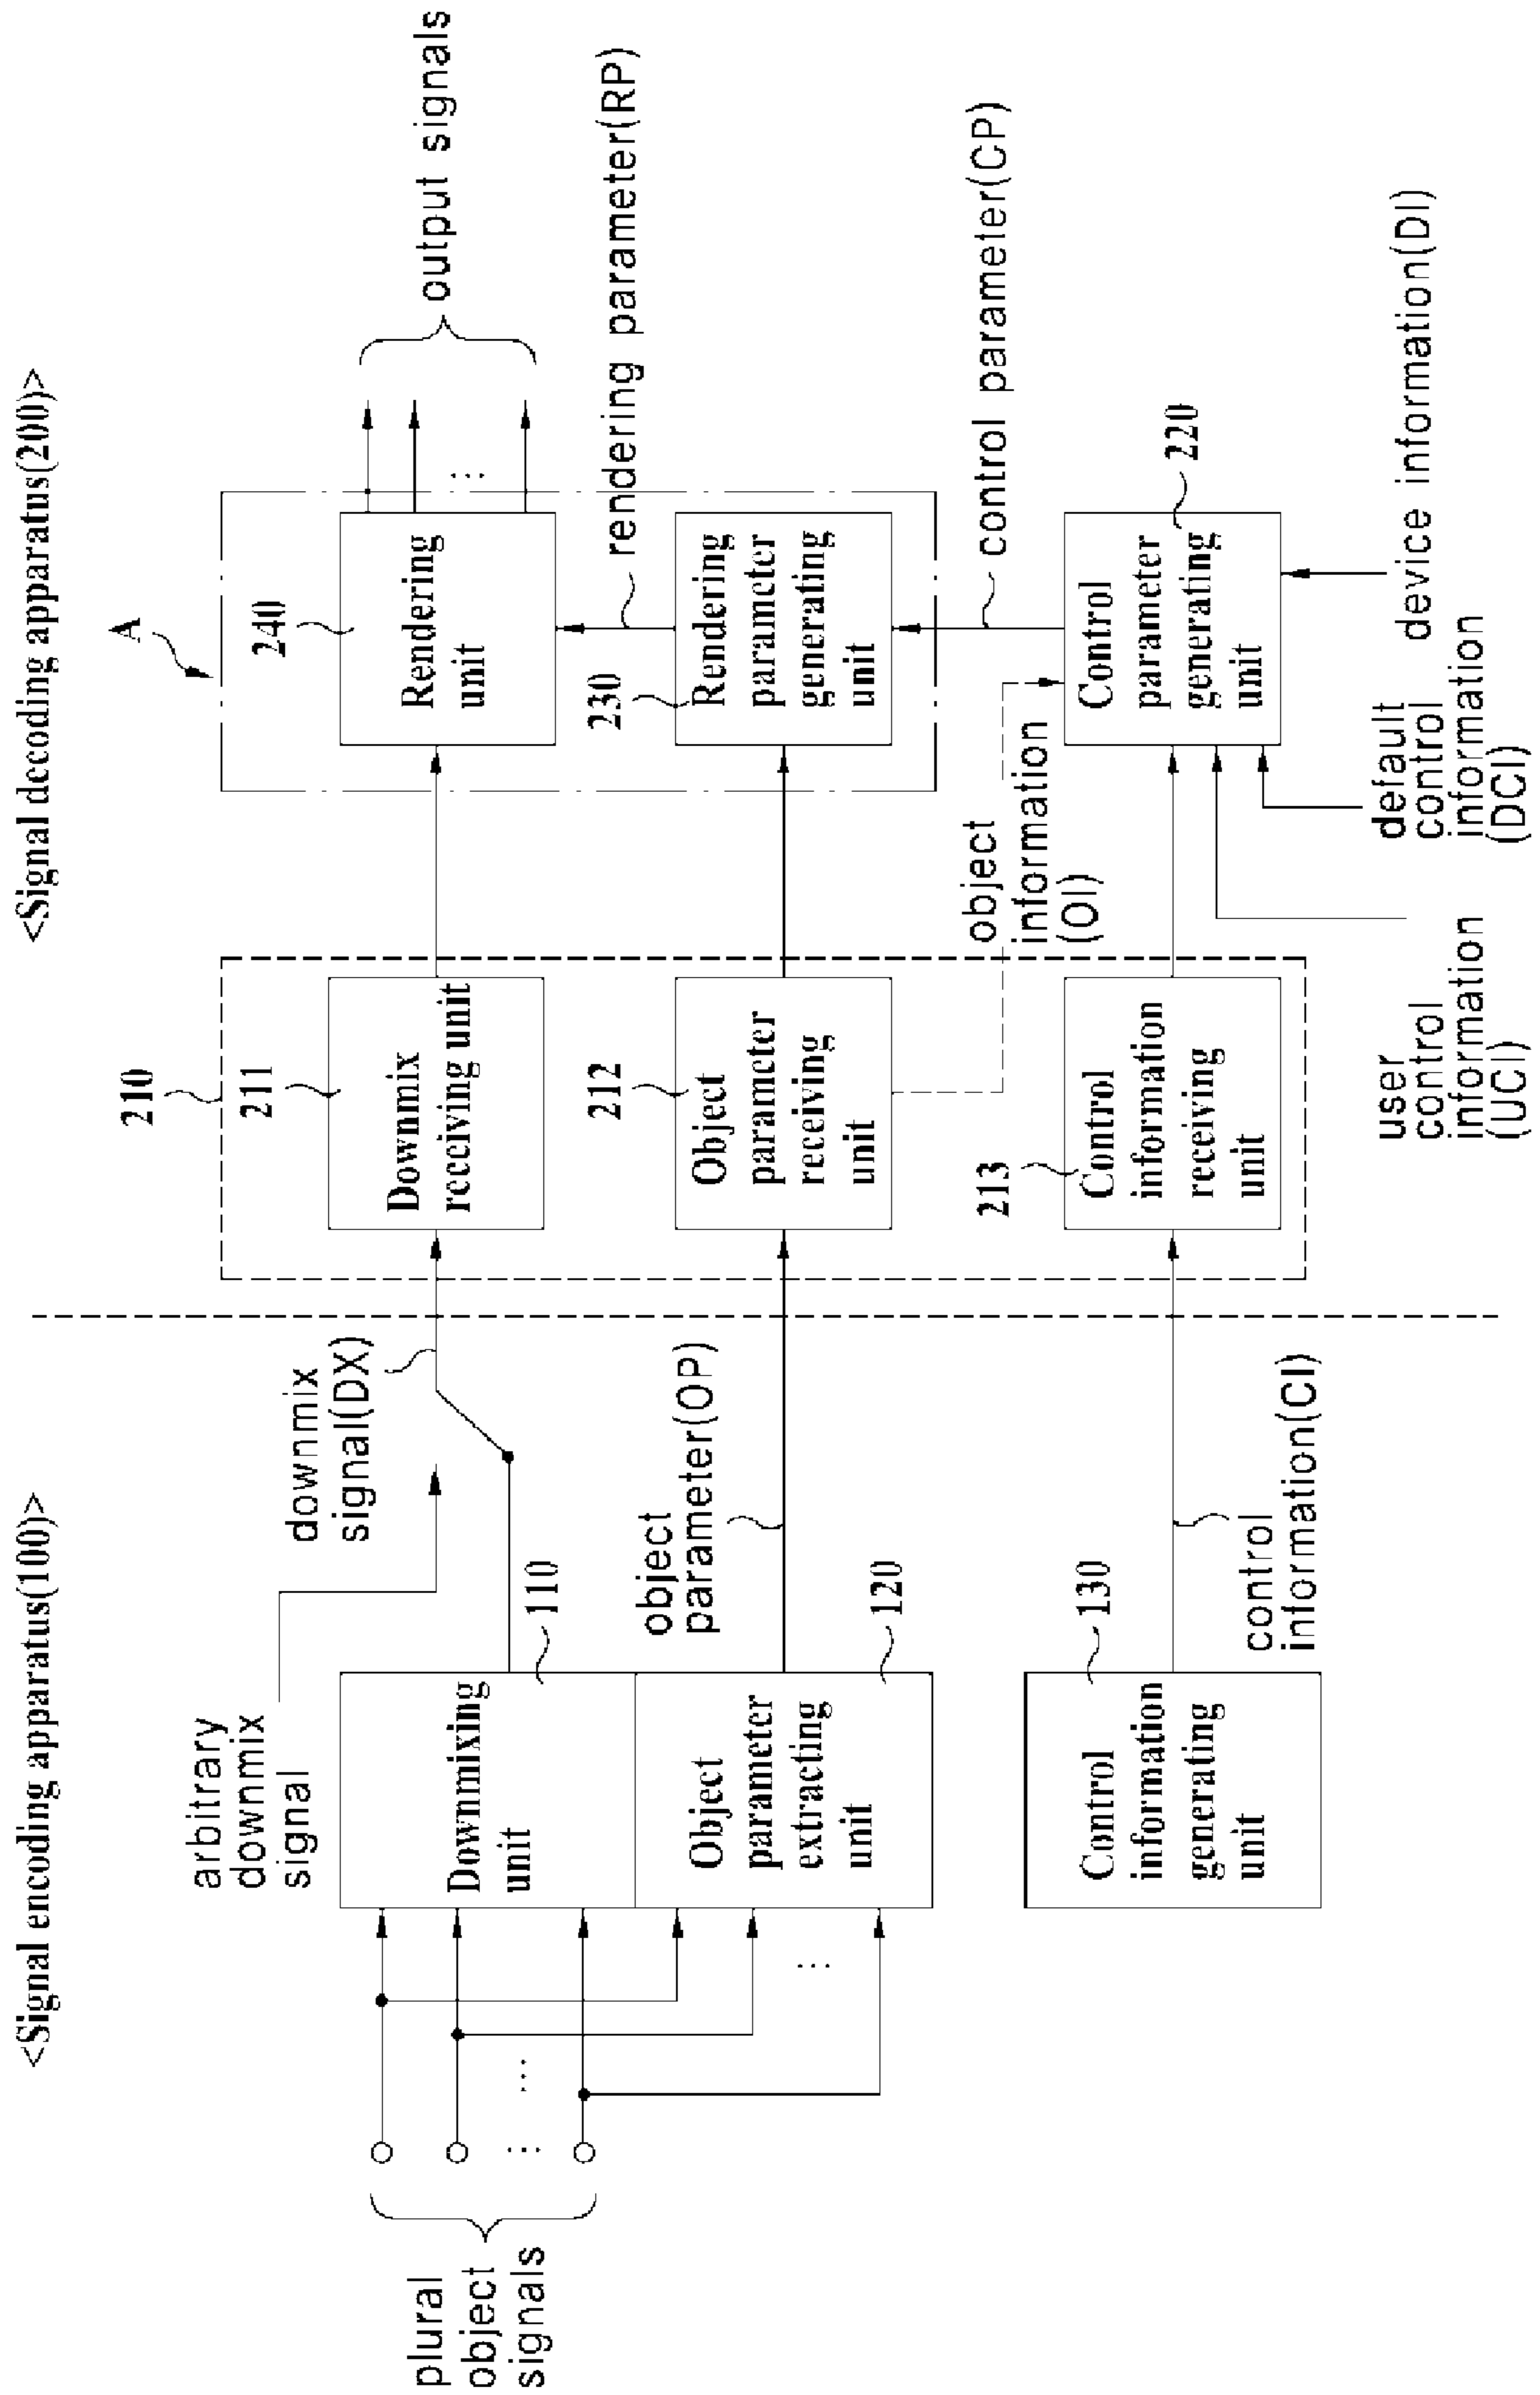 <Signal encoding apparatus(100)>
<Signal decoding apparatus(200)>
plural
object
signals
arbitrary
downmix
signal
Downmixing
unit
110
Object
parameter
extracting
unit
120
Control
information
generating
unit
130
downmix
signal(DX)
object
parameter(OP)
control
information(CI)
210
211
Downmix
receiving unit
212
Object
parameter
receiving
unit
213
Control
information
receiving
unit
object
information
(OI)
A
240
Rendering
unit
230
Rendering
parameter
generating
unit
220
Control
parameter
generating
unit
output signals
rendering parameter(RP)
control parameter(CP)
user
control
information
(UCI)
default
control
information
(DCI)
device information(DI)